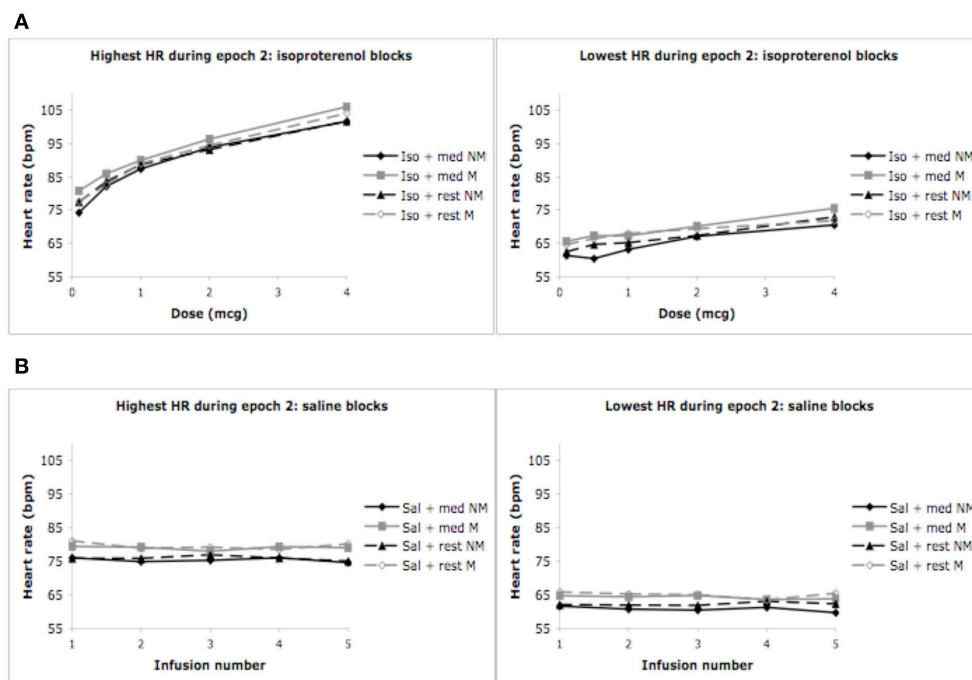 A
Highest HR during epoch 2: isoproterenol blocks
Heart rate (bpm)
105
95
85
75
65
55
0
1
2
3
4
Dose (mcg)
Iso + med NM
Iso + med M
Iso + rest NM
Iso + rest M
Lowest HR during epoch 2: isoproterenol blocks
Heart rate (bpm)
105
95
85
75
65
55
0
1
2
3
4
Dose (mcg)
Iso + med NM
Iso + med M
Iso + rest NM
Iso + rest M
B
Highest HR during epoch 2: saline blocks
Heart rate (bpm)
105
95
85
75
65
55
1
2
3
4
5
Infusion number
Sal + med NM
Sal + med M
Sal + rest NM
Sal + rest M
Lowest HR during epoch 2: saline blocks
Heart rate (bpm)
105
95
85
75
65
55
1
2
3
4
5
Infusion number
Sal + med NM
Sal + med M
Sal + rest NM
Sal + rest M